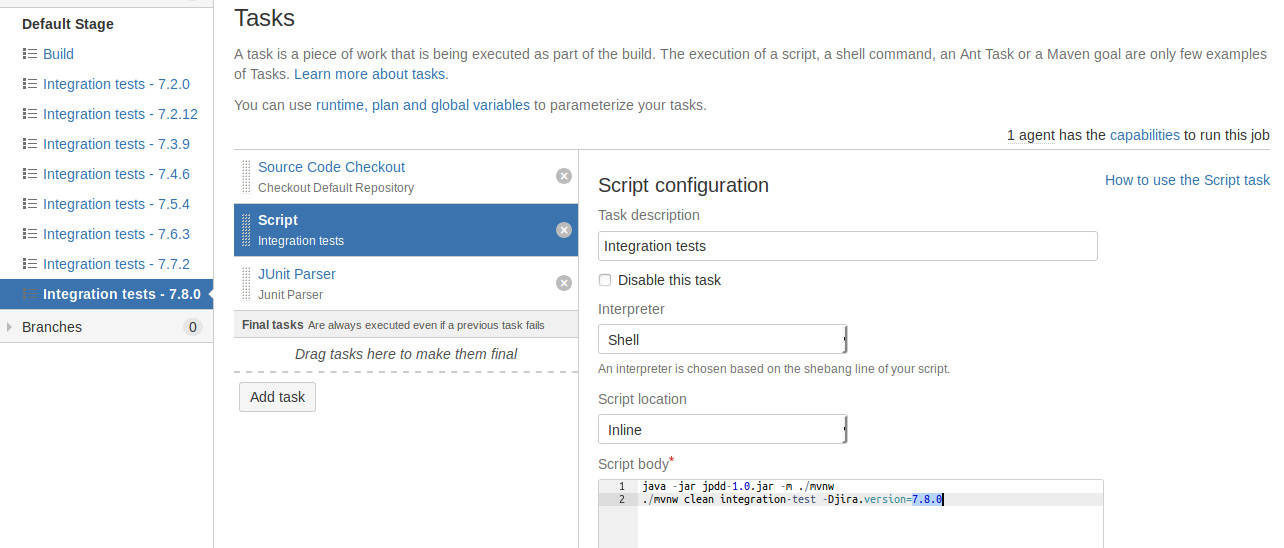 Default Stage
Build
Integration tests - 7.2.0
Integration tests - 7.2.12
Integration tests - 7.3.9
Integration tests - 7.4.6
Integration tests - 7.5.4
Integration tests - 7.6.3
Integration tests - 7.7.2
Integration tests - 7.8.0
Branches 0
Tasks
A task is a piece of work that is being executed as part of the build. The execution of a script, a shell command, an Ant Task or a Maven goal are only few examples
of Tasks. Learn more about tasks.
You can use runtime, plan and global variables to parameterize your tasks.
1 agent has the capabilities to run this job
Source Code Checkout
Checkout Default Repository
Script
Integration tests
JUnit Parser
Junit Parser
Final tasks Are always executed even if a previous task fails
Drag tasks here to make them final
Add task
Script configuration
How to use the Script task
Task description
Integration tests
Disable this task
Interpreter
Shell
An interpreter is chosen based on the shebang line of your script.
Script location
Inline
Script body*
1 java -jar jpdd-1.0.jar -m ./mvnw
2 ./mvnw clean integration-test -Djira.version=7.8.0